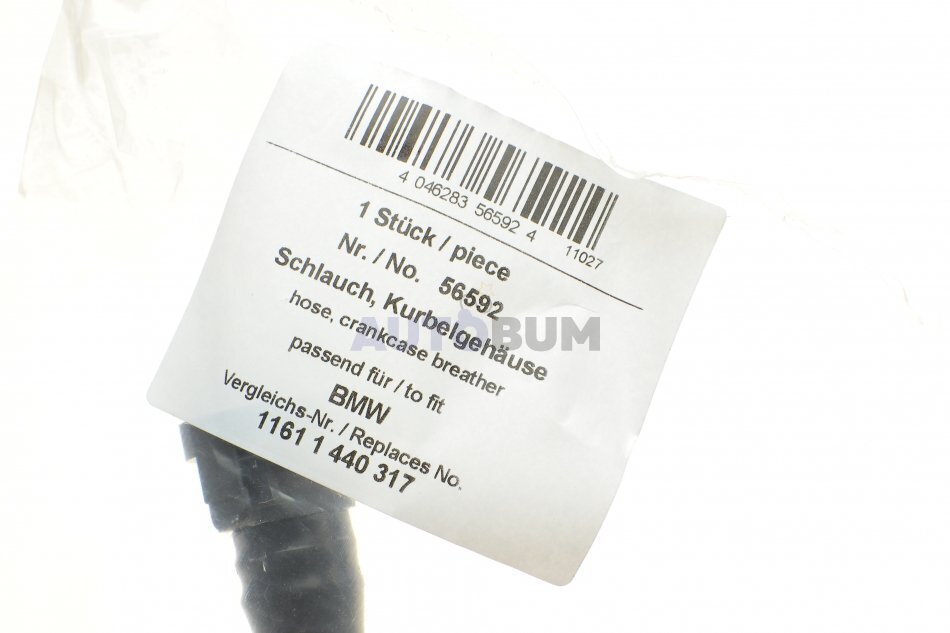 4 046283 56592 4 11027
1 Stück / piece
Nr. / No. 56592
Schlauch, Kurbelgehäuse
hose, crankcase breather
AUTOBUM
passend für / to fit
BMW
Vergleichs-Nr. / Replaces No.
1161 1 440 317